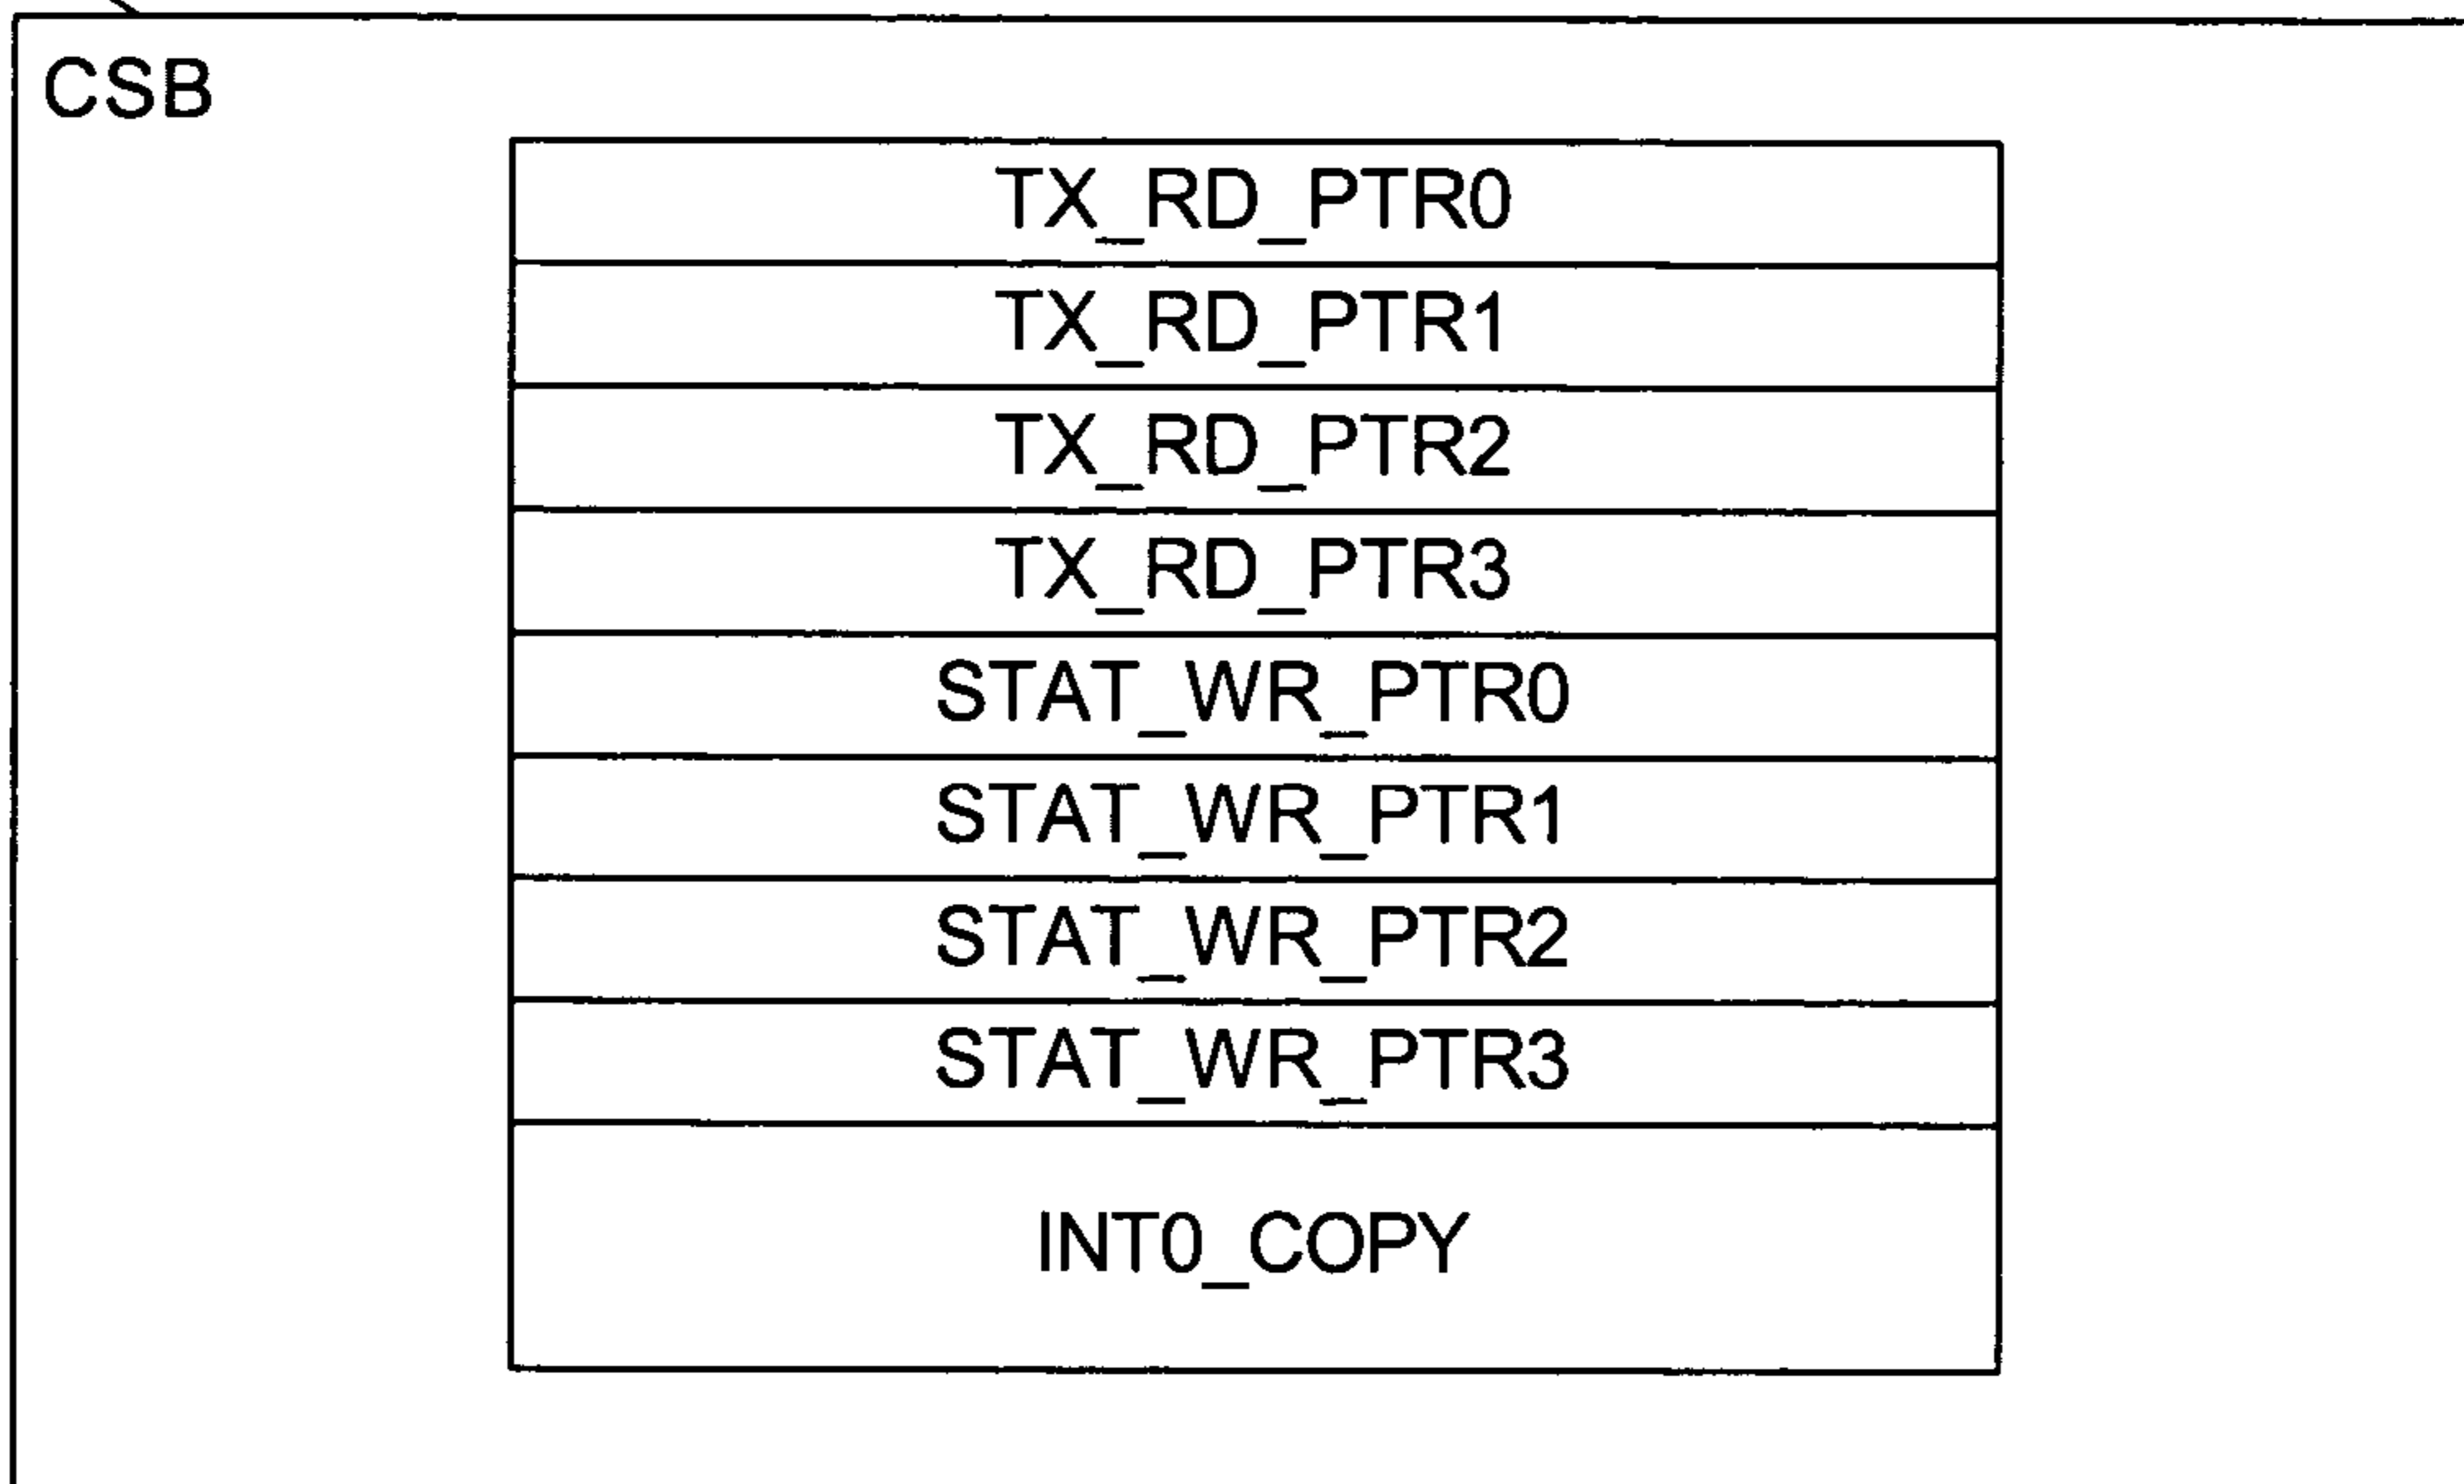 CSB
TX_RD_PTR0
TX_RD_PTR1
TX_RD_PTR2
TX_RD_PTR3
STAT_WR_PTR0
STAT_WR_PTR1
STAT_WR_PTR2
STAT_WR_PTR3
INT0_COPY